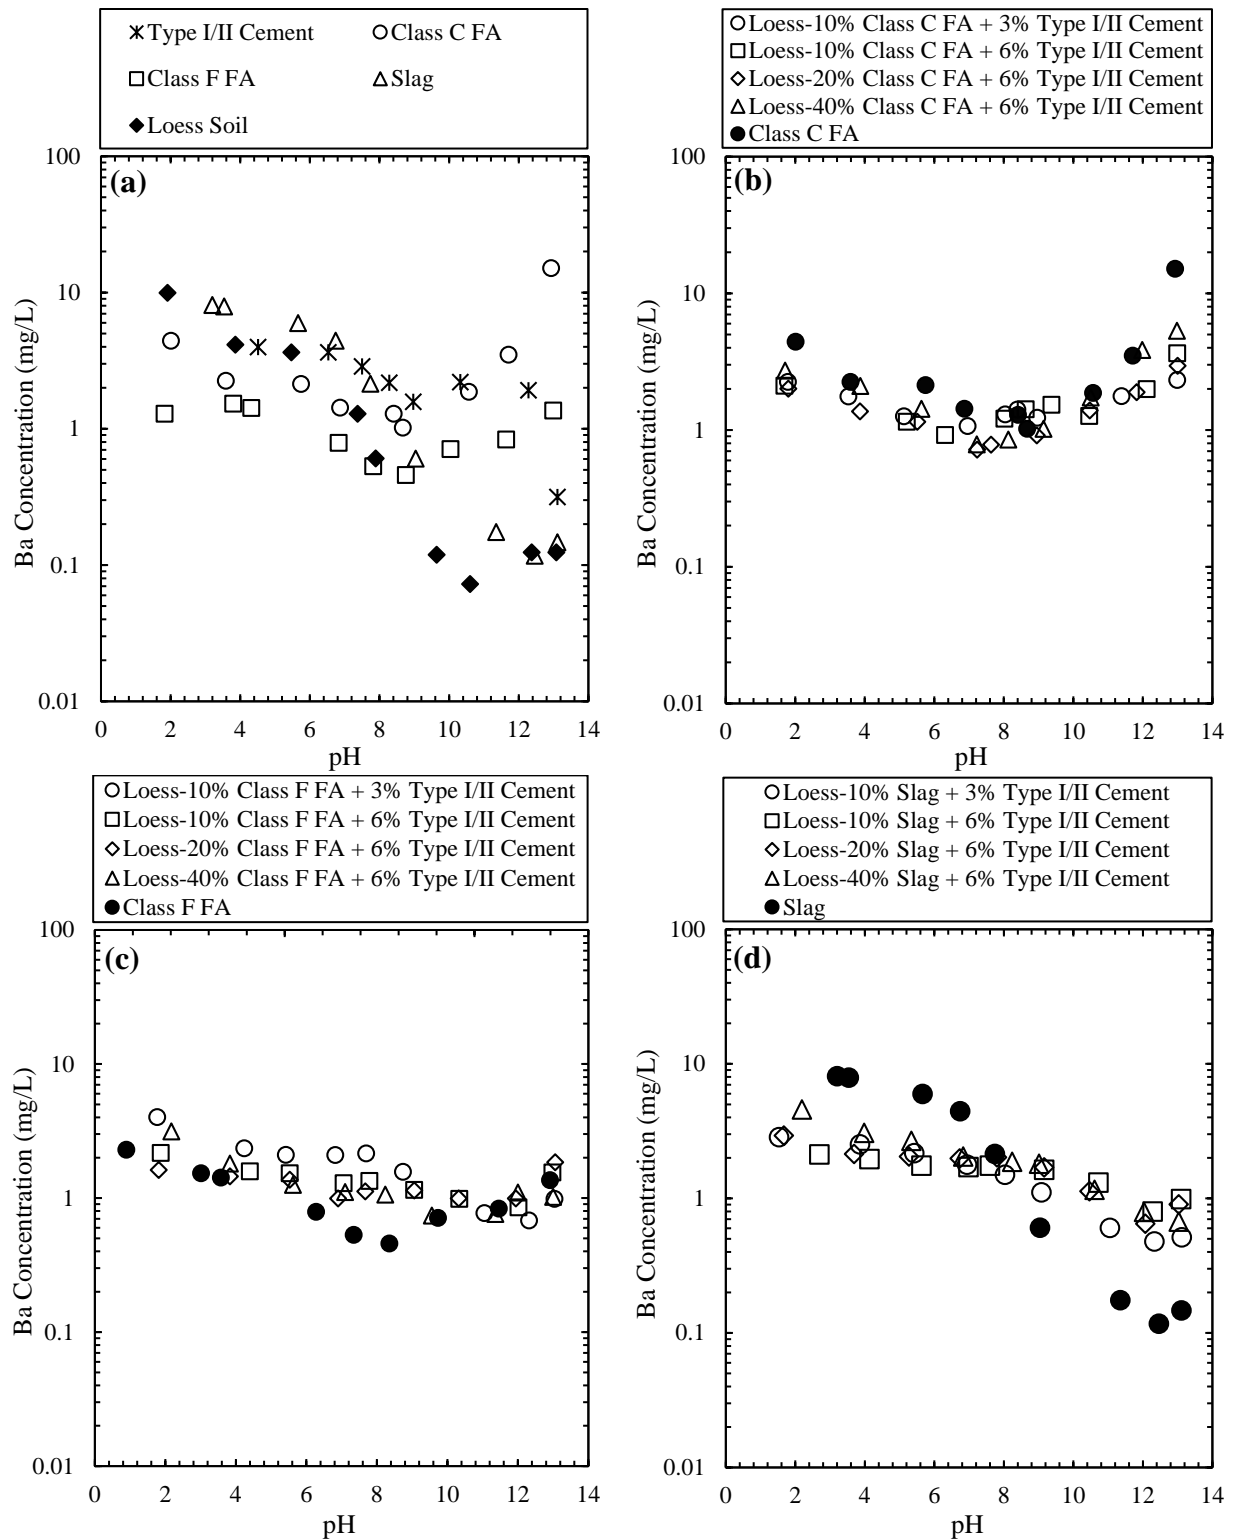 Type I/II Cement Class C FA
Class F FA Slag
Loess Soil
(a)
100
10
1
0.1
0.01
Ba Concentration (mg/L)
0 2 4 6 8 10 12 14
pH
Loess-10% Class C FA + 3% Type I/II Cement
Loess-10% Class C FA + 6% Type I/II Cement
Loess-20% Class C FA + 6% Type I/II Cement
Loess-40% Class C FA + 6% Type I/II Cement
Class C FA
(b)
100
10
1
0.1
0.01
Ba Concentration (mg/L)
0 2 4 6 8 10 12 14
pH
Loess-10% Class F FA + 3% Type I/II Cement
Loess-10% Class F FA + 6% Type I/II Cement
Loess-20% Class F FA + 6% Type I/II Cement
Loess-40% Class F FA + 6% Type I/II Cement
Class F FA
(c)
100
10
1
0.1
0.01
Ba Concentration (mg/L)
0 2 4 6 8 10 12 14
pH
Loess-10% Slag + 3% Type I/II Cement
Loess-10% Slag + 6% Type I/II Cement
Loess-20% Slag + 6% Type I/II Cement
Loess-40% Slag + 6% Type I/II Cement
Slag
(d)
100
10
1
0.1
0.01
Ba Concentration (mg/L)
0 2 4 6 8 10 12 14
pH